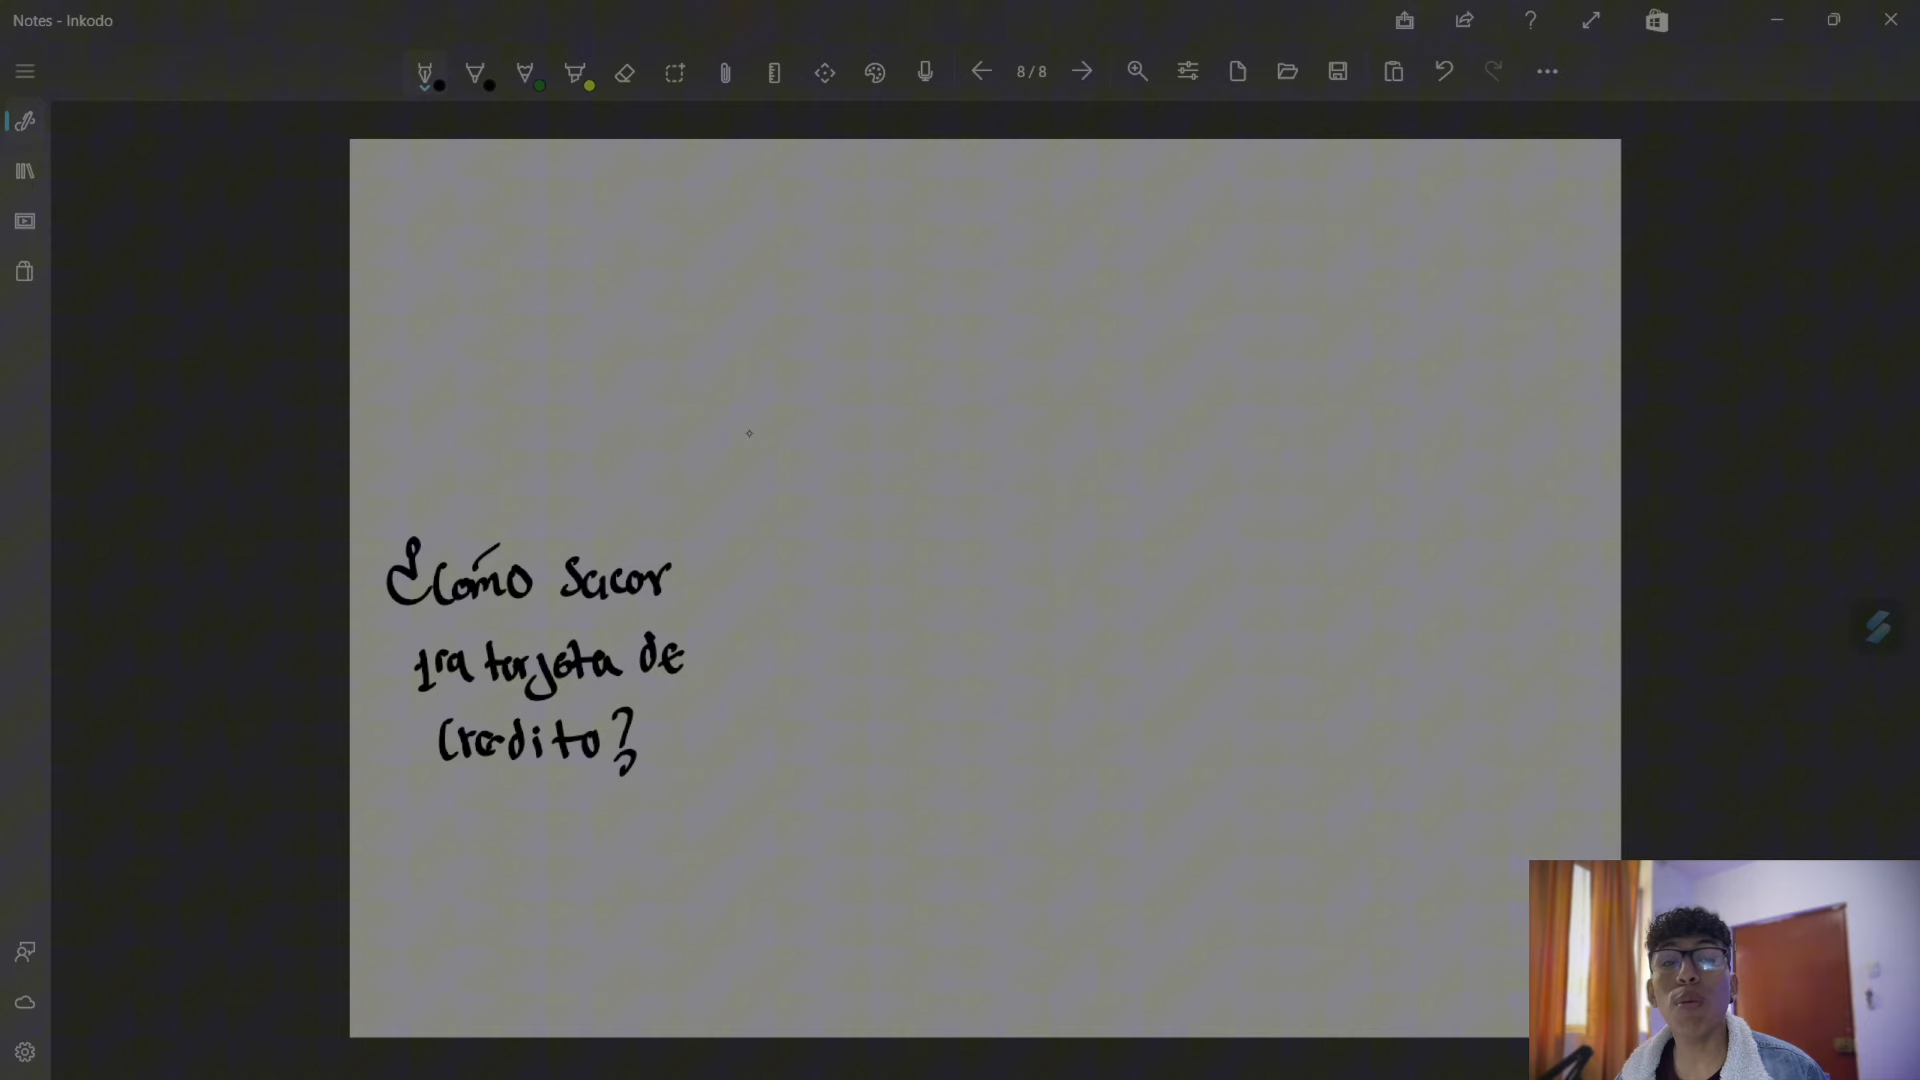 Notes - Inkodo
8/8
¿Cómo sacar
1ra tarjeta de
credito?